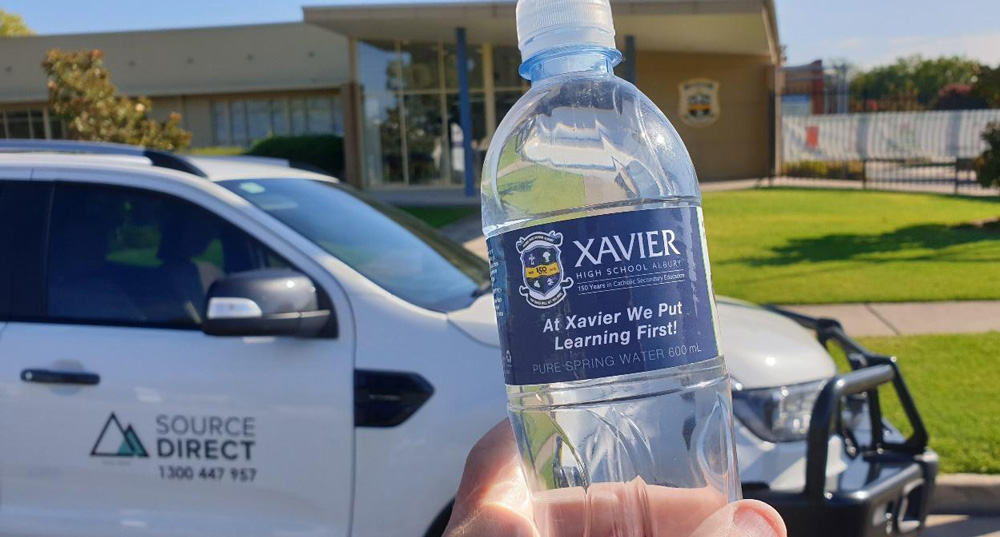 XAVIER
HIGH SCHOOL ALBURY
150 Years in Catholic Secondary Education
150
At Xavier We Put
Learning First!
PURE SPRING WATER 600 mL
SOURCE
DIRECT
1300 447 957